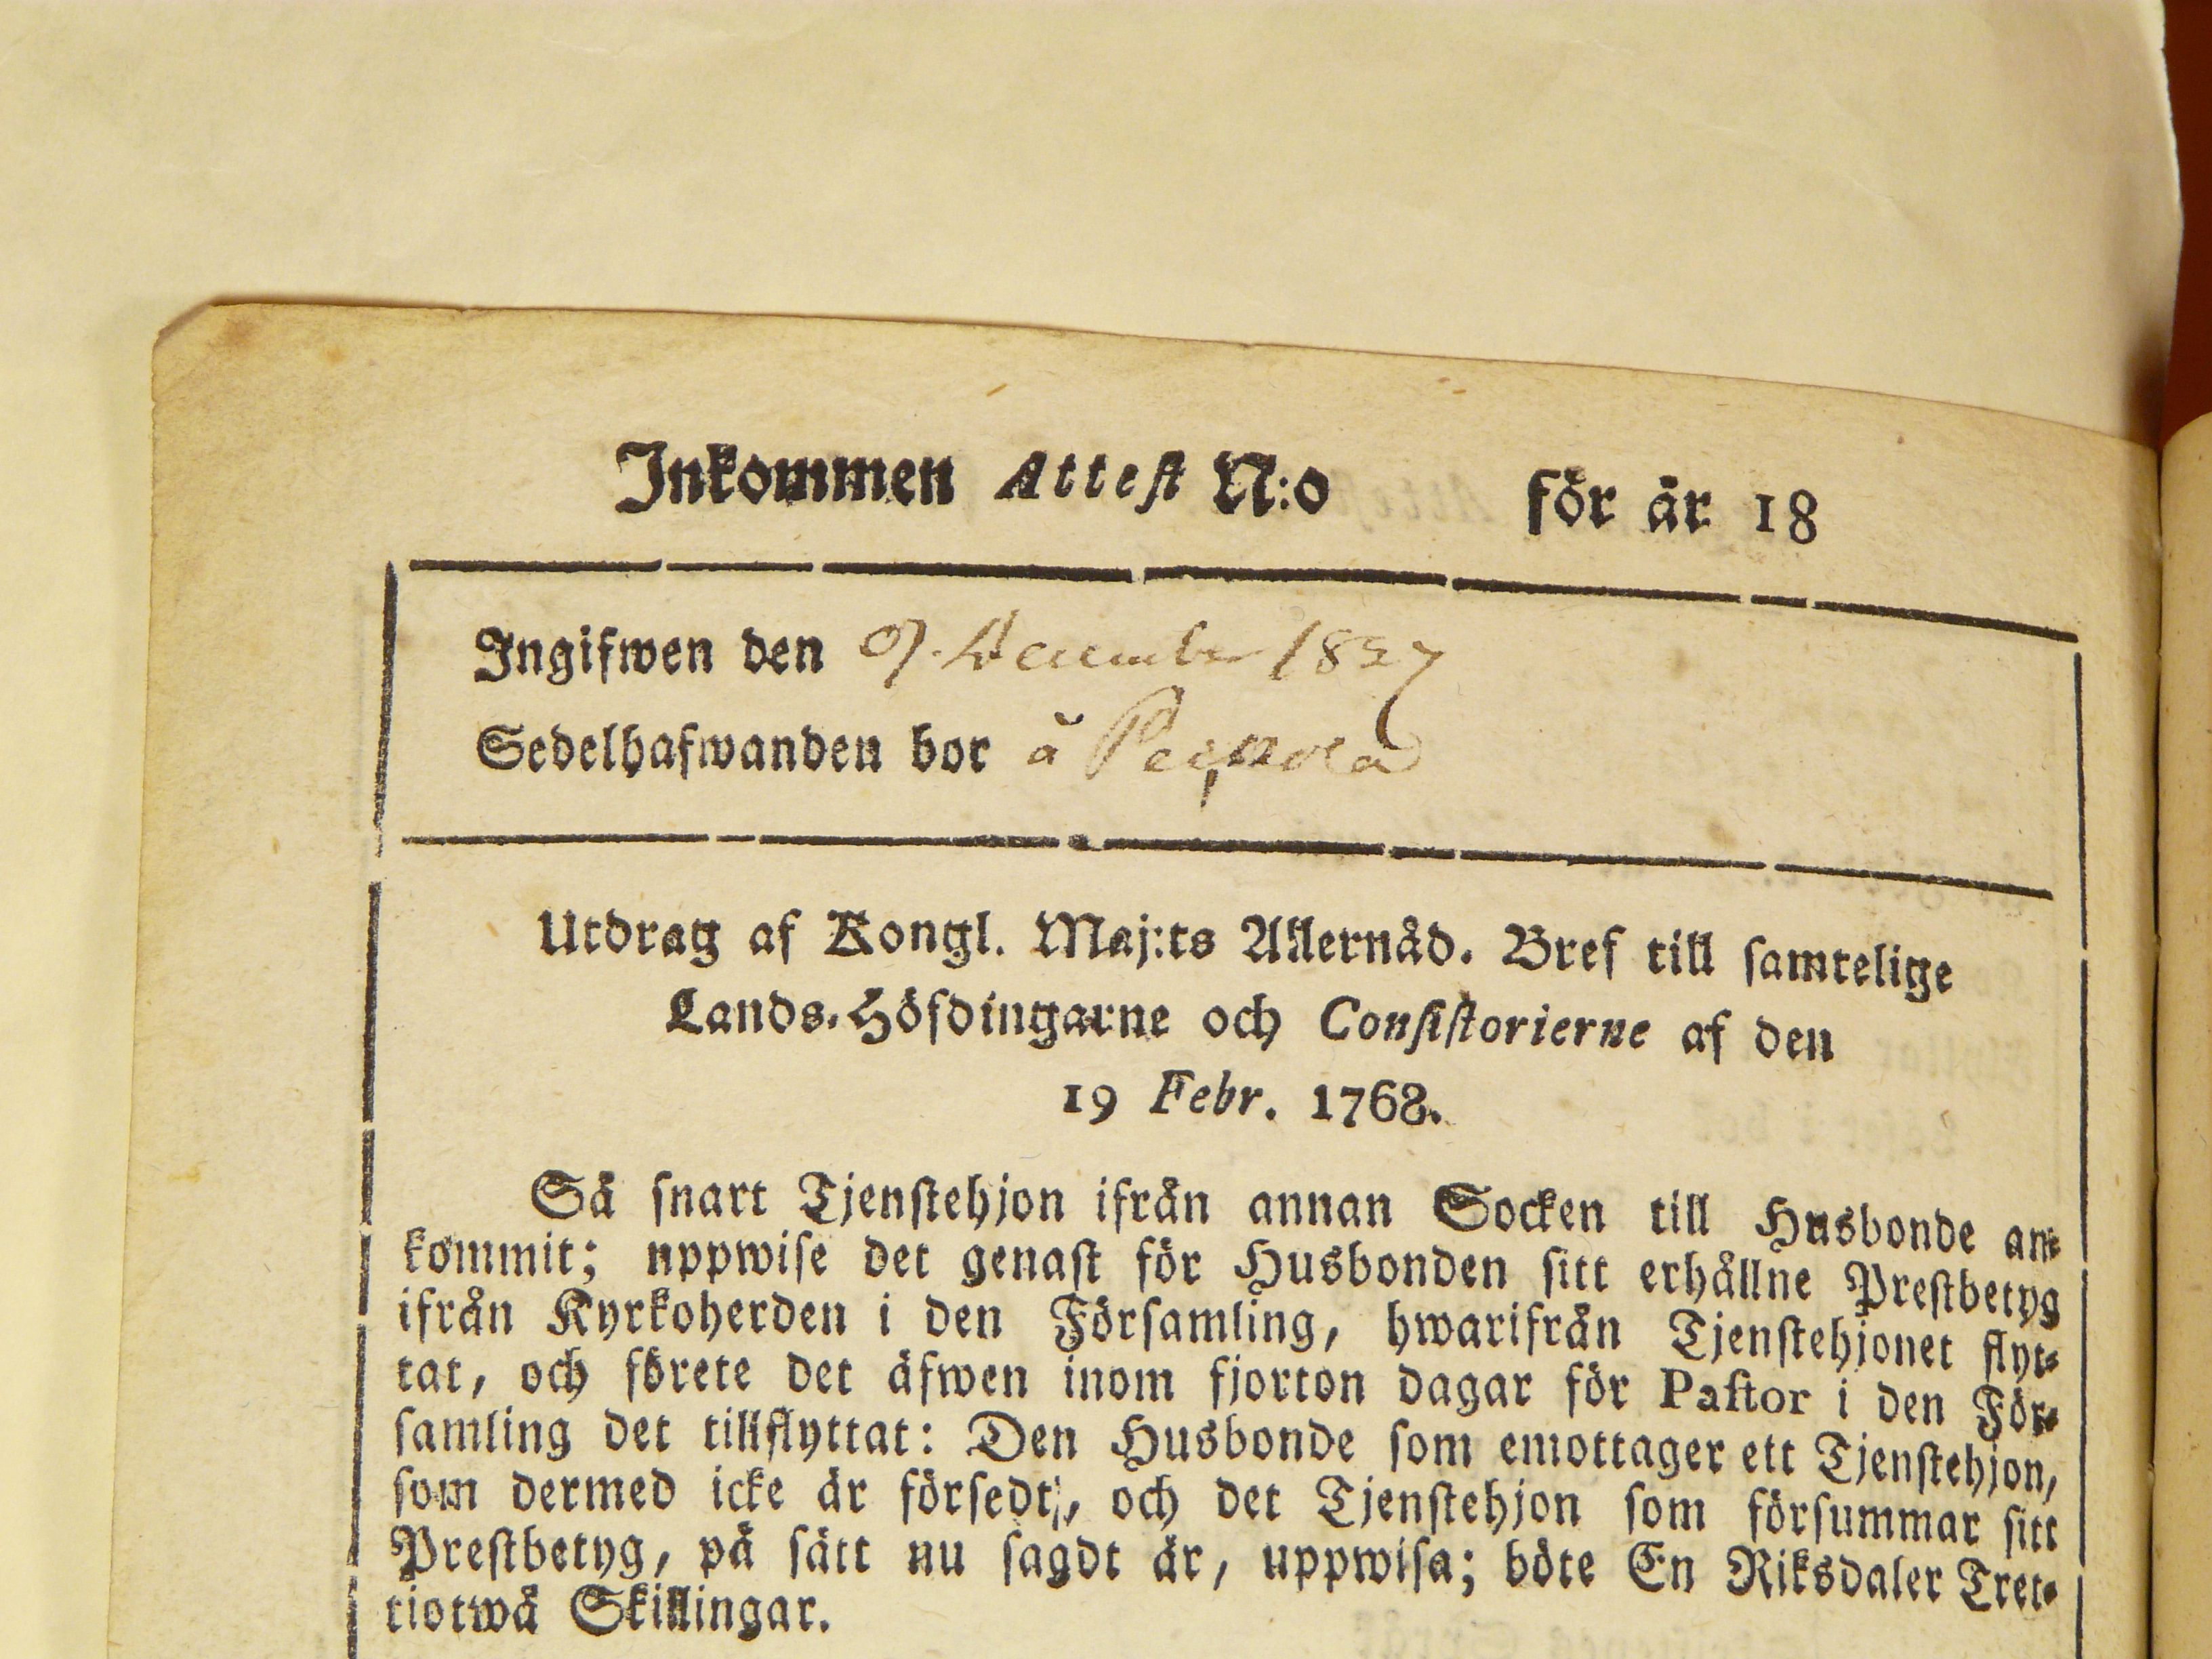 Inkommen Attest N:o för år 18
Ingifwen den 9. December 1827
Sedelhafwanden bor å
Utdrag af Kongl. Maj:ts Allernåd. Bref till samtelige
Lands-Höfdingarne och Consistorierne af den
19 Febr. 1768.
Så snart Tjenstehjon ifrån annan Socken till Husbonde an-
kommit; uppwise det genast för Husbonden sitt erhållne Prestbetyg
ifrån Kyrkoherden i den Församling, hwarifrån Tjenstehjonet flyt-
tat, och förete det äfwen inom fjorton dagar för Pastor i den För-
samling det tillflyttat: Den Husbonde som emottager ett Tjenstehjon,
som dermed icke är försedt, och det Tjenstehjon som försummar sitt
Prestbetyg, på sätt nu sagdt är, uppwisa; böte En Riksdaler Tret-
tiotwå Skillingar.